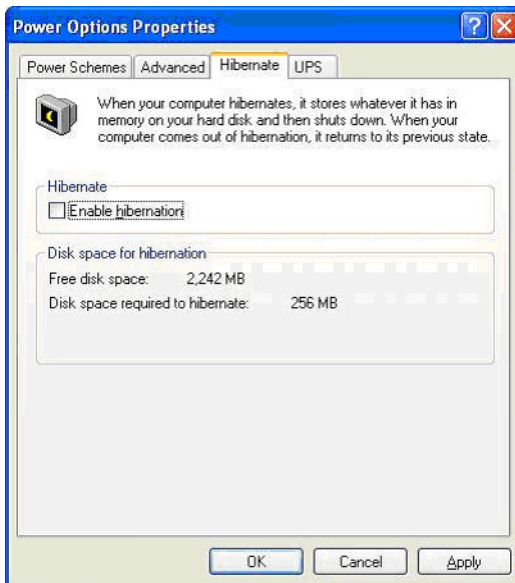 Power Options Properties
Power Schemes Advanced Hibernate UPS
When your computer hibernates, it stores whatever it has in
memory on your hard disk and then shuts down. When your
computer comes out of hibernation, it returns to its previous state.
Hibernate
Enable hibernation
Disk space for hibernation
Free disk space: 2,242 MB
Disk space required to hibernate: 256 MB
OK Cancel Apply